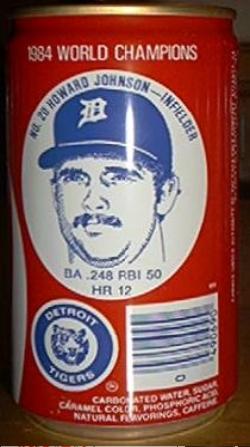 1984 WORLD CHAMPIONS
NO. 20 HOWARD JOHNSON—INFIELDER
D
BA .248 RBI 50
HR 12
DETROIT
TIGERS
CARBONATED WATER, SUGAR,
CARAMEL COLOR, PHOSPHORIC ACID,
NATURAL FLAVORINGS, CAFFEINE